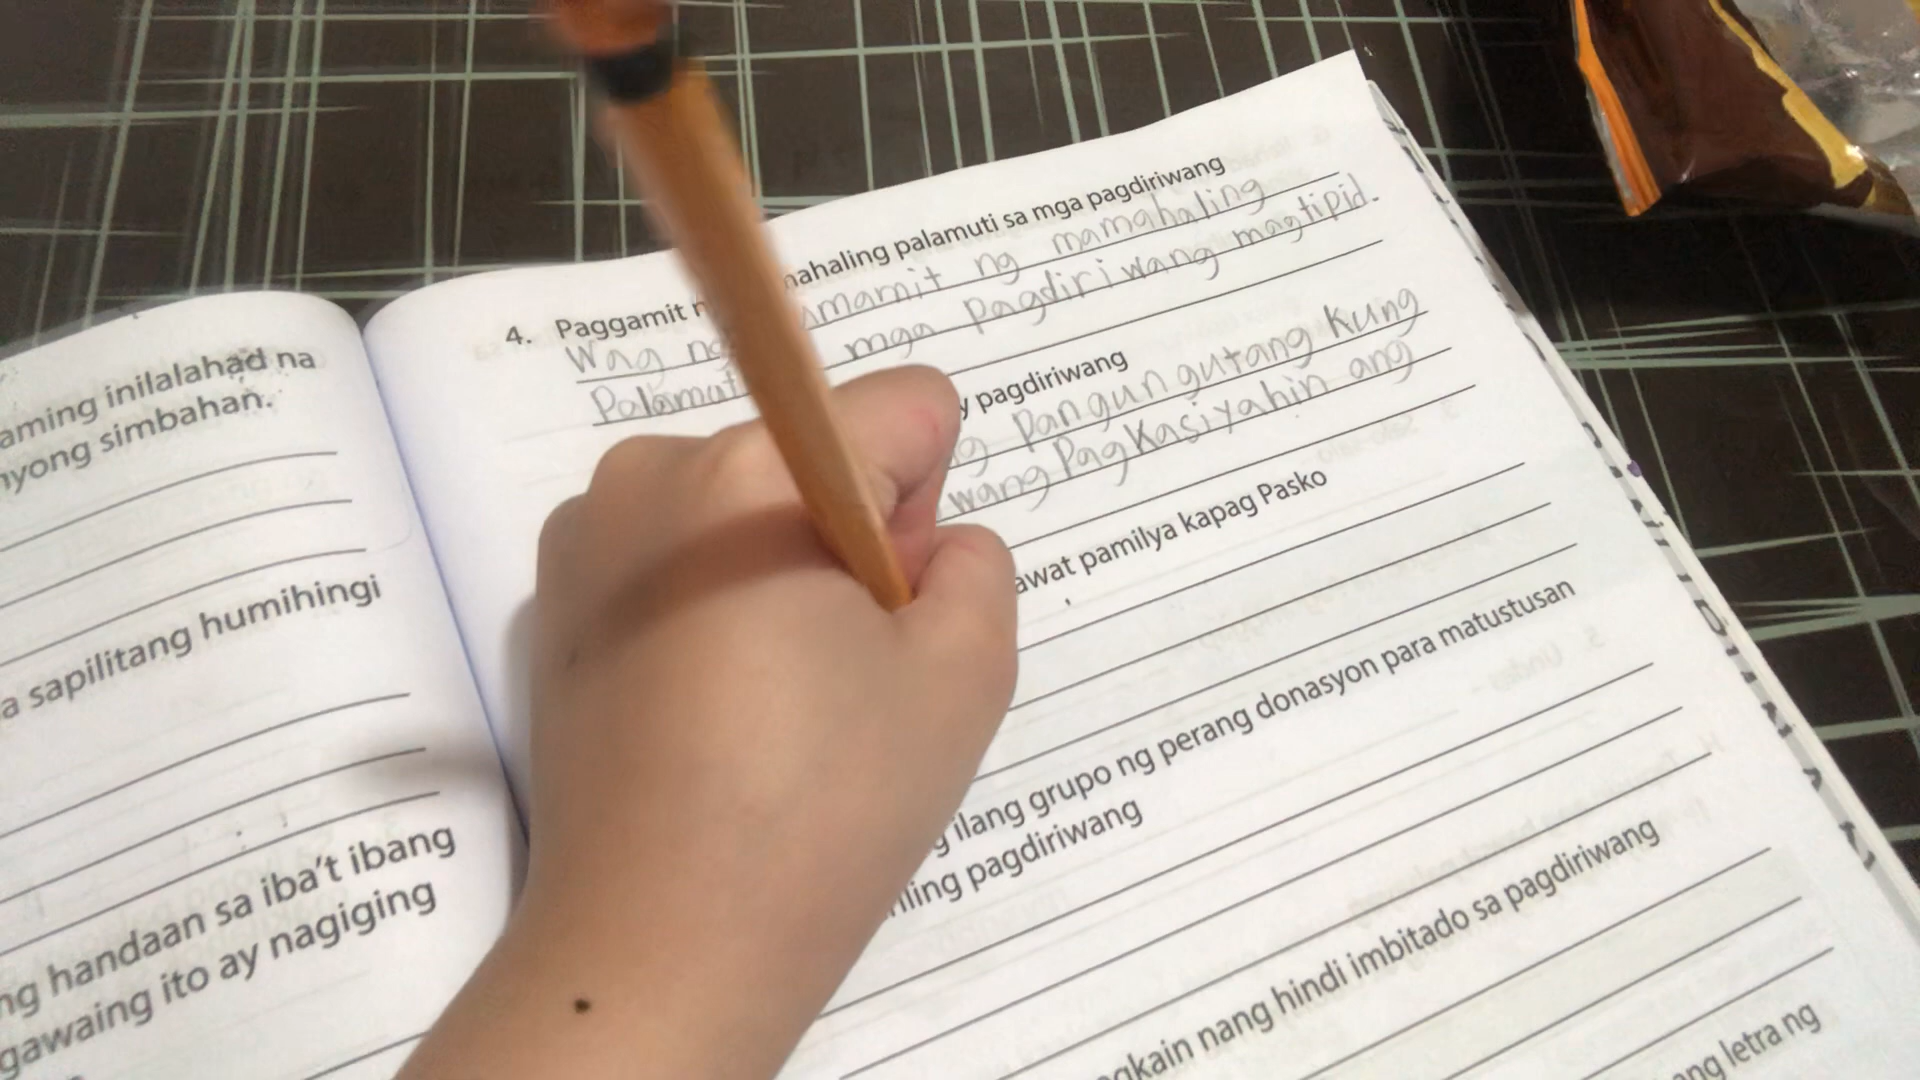 aming inilalahad na
nyong simbahan.
a sapilitang humihingi
ng handaan sa iba't ibang
gawaing ito ay nagiging
4. Paggamit mahaling palamuti sa mga pagdiriwang
Wag mamahaling
ng
Palamut mga Pagdiriwang magtipid.
y pagdiriwang
ng Pangungutang Kung
wang PagKasiyahin ang
awat pamilya kapag Pasko
g ilang grupo ng perang donasyon para matustusan
pagdiriwang
gkain nang hindi imbitado sa pagdiriwang
ang letra ng